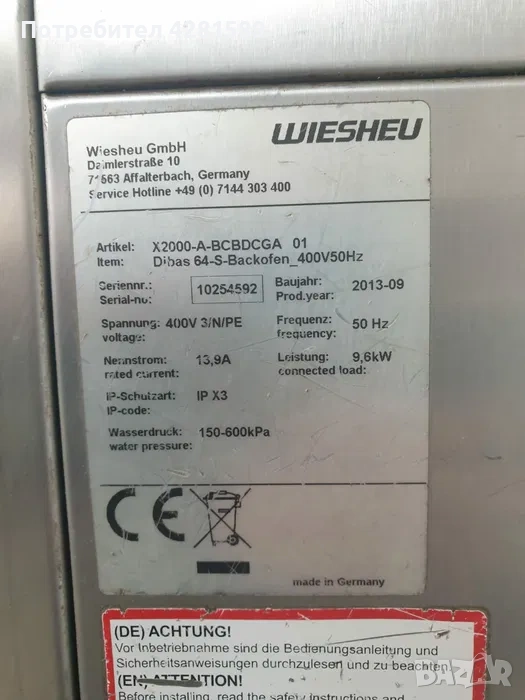 Потребител 4281580
WIESHEU
Wiesheu GmbH
Daimlerstraße 10
71563 Affalterbach, Germany
Service Hotline +49 (0) 7144 303 400
Artikel: X2000-A-BCBDCGA 01
Item: Dibas 64-S-Backofen_400V50Hz
Seriennr.: 10254592 Baujahr: 2013-09
Serial-no: Prod.year:
Spannung: 400V 3/N/PE Frequenz: 50 Hz
voltage: frequency:
Nennstrom: 13,9A Leistung: 9,6kW
rated current: connected load:
IP-Schutzart: IP X3
IP-code:
Wasserdruck: 150-600kPa
water pressure:
CE
made in Germany
(DE) ACHTUNG!
Vor Inbetriebnahme sind die Bedienungsanleitung und
Sicherheitsanweisungen durchzulesen und zu beachten.
(EN) ATTENTION!
Before installing, read the safety instructions and
BAZAR